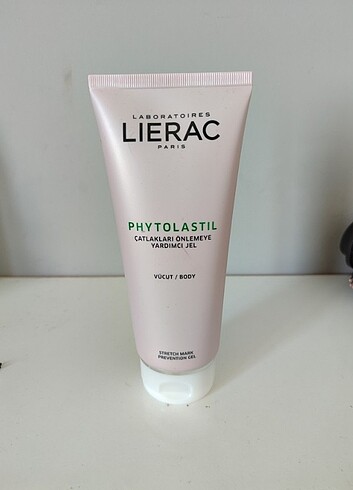 LABORATOIRES
LIERAC
PARIS
PHYTOLASTIL
ÇATLAKLARI ÖNLEMEYE
YARDIMCI JEL
VÜCUT / BODY
STRETCH MARK
PREVENTION GEL